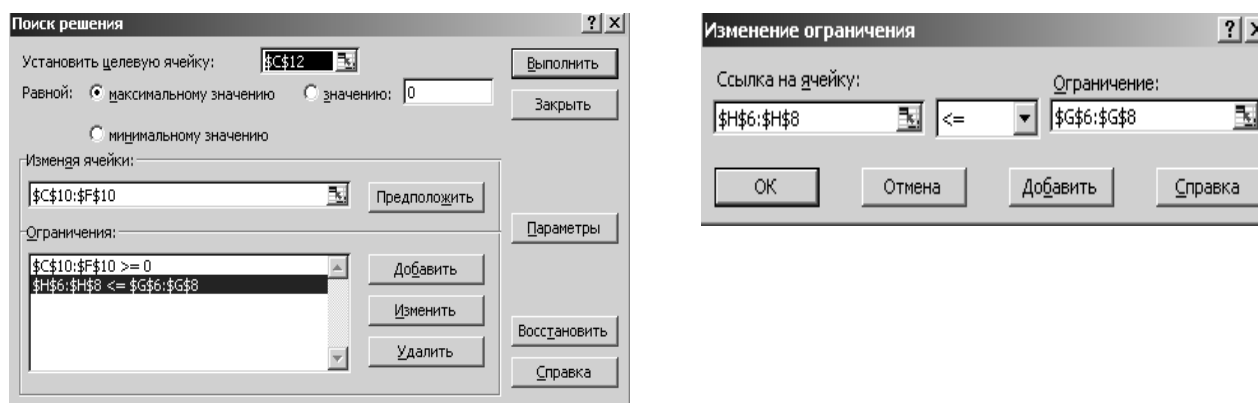 Поиск решения
Установить целевую ячейку: $C$12 Выполнить
Равной: максимальному значению значению: 0 Закрыть
минимальному значению
Изменяя ячейки:
$C$10:$F$10 Предположить
Ограничения: Параметры
$C$10:$F$10 >= 0 Добавить
$H$6:$H$8 <= $G$6:$G$8
Изменить
Восстановить
Удалить
Справка
Изменение ограничения
Ссылка на ячейку: Ограничение:
$H$6:$H$8 <= $G$6:$G$8
ОК Отмена Добавить Справка